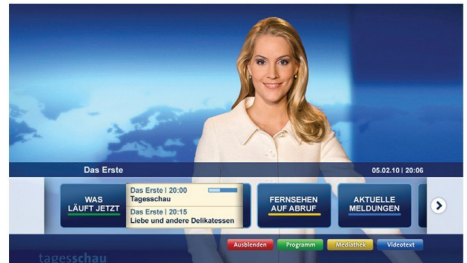 Das Erste
05.02.10 | 20:06
WAS
LÄUFT JETZT
Das Erste | 20:00
Tagesschau
Das Erste | 20:15
Liebe und andere Delikatessen
FERNSEHEN
AUF ABRUF
AKTUELLE
MELDUNGEN
Ausblenden
Programm
Mediathek
Videotext
tagesschau